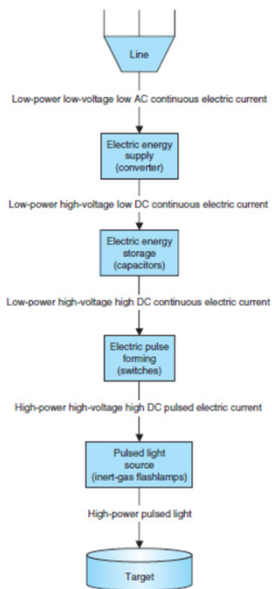 Line
Low-power low-voltage low AC continuous electric current
Electric energy
supply
(converter)
Low-power high-voltage low DC continuous electric current
Electric energy
storage
(capacitors)
Low-power high-voltage high DC continuous electric current
Electric pulse
forming
(switches)
High-power high-voltage high DC pulsed electric current
Pulsed light
source
(inert-gas flashlamps)
High-power pulsed light
Target